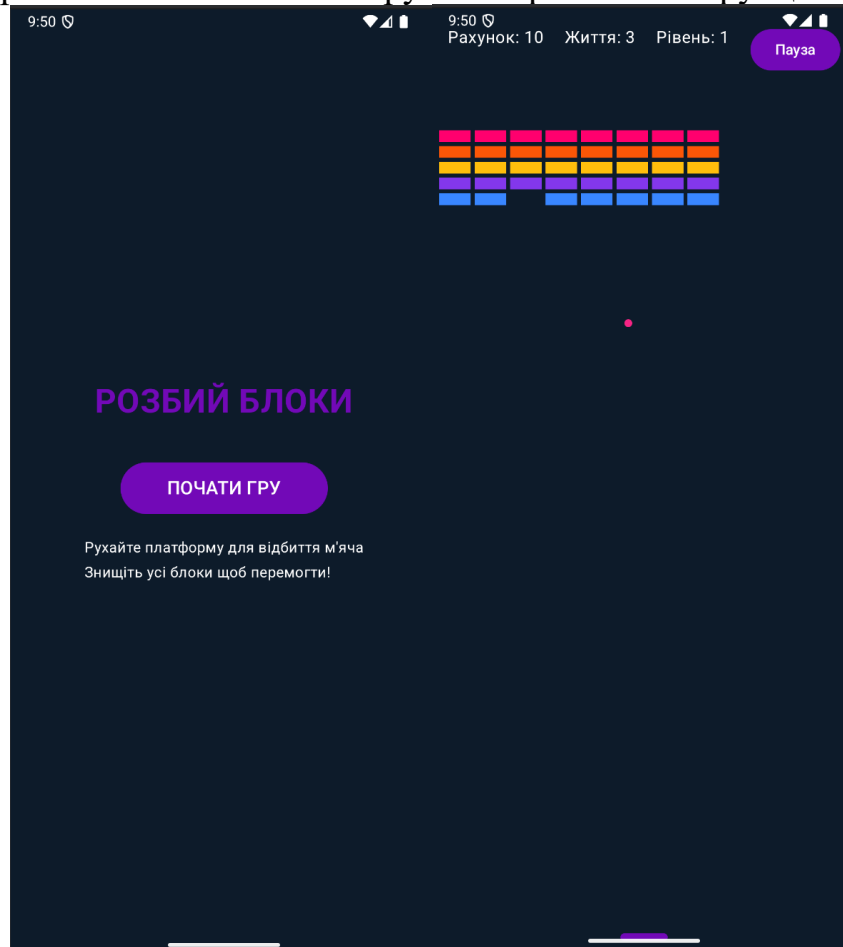 9:50
РОЗБИЙ БЛОКИ
ПОЧАТИ ГРУ
Рухайте платформу для відбиття м'яча
Знищіть усі блоки щоб перемогти!
9:50
Рахунок: 10 Життя: 3 Рівень: 1
Пауза